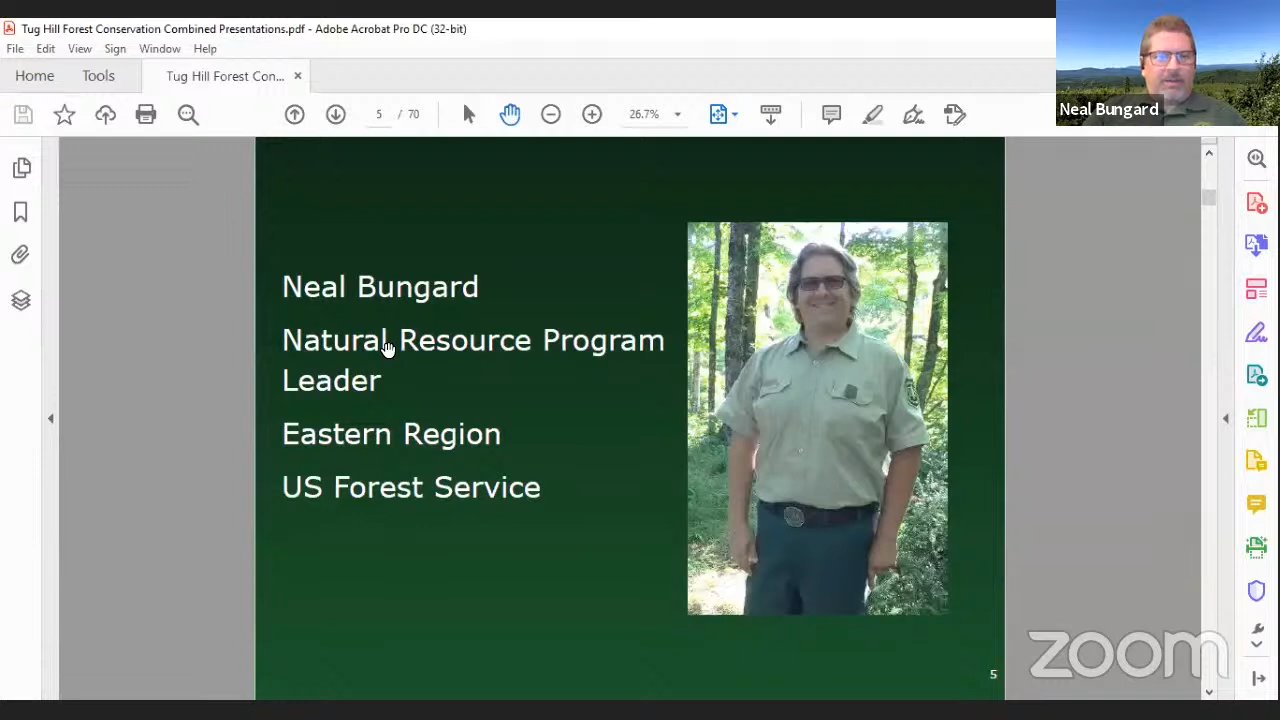 Tug Hill Forest Conservation Combined Presentations.pdf - Adobe Acrobat Pro DC (32-bit)
File Edit View Sign Window Help
Home Tools Tug Hill Forest Con... ×
5 / 70 26.7%
Neal Bungard
Neal Bungard
Natural Resource Program
Leader
Eastern Region
US Forest Service
zoom
5